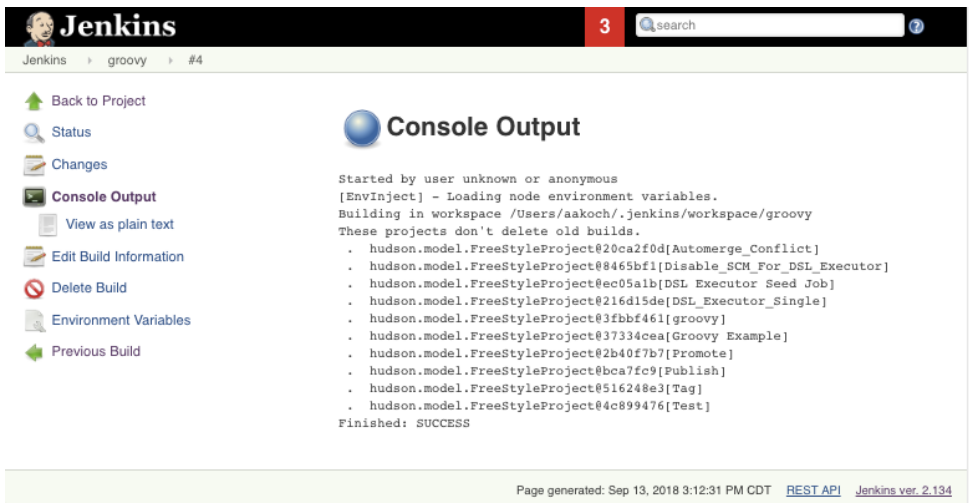 Jenkins
3
search
Jenkins
groovy
#4
Back to Project
Status
Changes
Console Output
View as plain text
Edit Build Information
Delete Build
Environment Variables
Previous Build
Console Output
Started by user unknown or anonymous
[EnvInject] - Loading node environment variables.
Building in workspace /Users/aakoch/.jenkins/workspace/groovy
These projects don't delete old builds.
. hudson.model.FreeStyleProject@20ca2f0d[Automerge_Conflict]
. hudson.model.FreeStyleProject@8465bf1[Disable_SCM_For_DSL_Executor]
. hudson.model.FreeStyleProject@ec05a1b[DSL Executor Seed Job]
. hudson.model.FreeStyleProject@216d15de[DSL_Executor_Single]
. hudson.model.FreeStyleProject@3fbbf461[groovy]
. hudson.model.FreeStyleProject@37334cea[Groovy Example]
. hudson.model.FreeStyleProject@2b40f7b7[Promote]
. hudson.model.FreeStyleProject@bca7fc9[Publish]
. hudson.model.FreeStyleProject@516248e3[Tag]
. hudson.model.FreeStyleProject@4c899476[Test]
Finished: SUCCESS
Page generated: Sep 13, 2018 3:12:31 PM CDT REST API Jenkins ver. 2.134